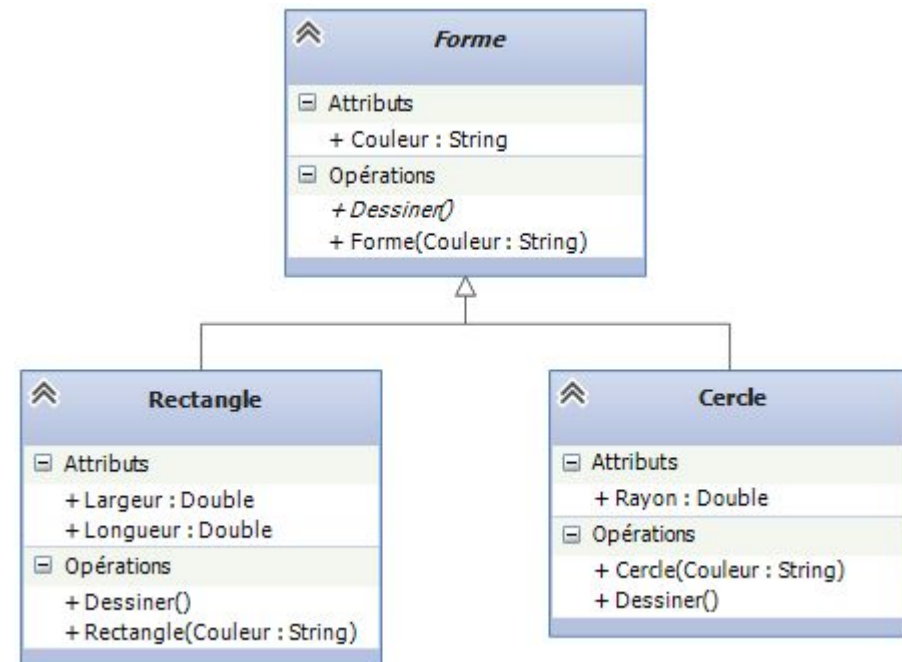 Forme
Attributs
+ Couleur : String
Opérations
+ Dessiner()
+ Forme(Couleur : String)
Rectangle
Attributs
+ Largeur : Double
+ Longueur : Double
Opérations
+ Dessiner()
+ Rectangle(Couleur : String)
Cercle
Attributs
+ Rayon : Double
Opérations
+ Cercle(Couleur : String)
+ Dessiner()